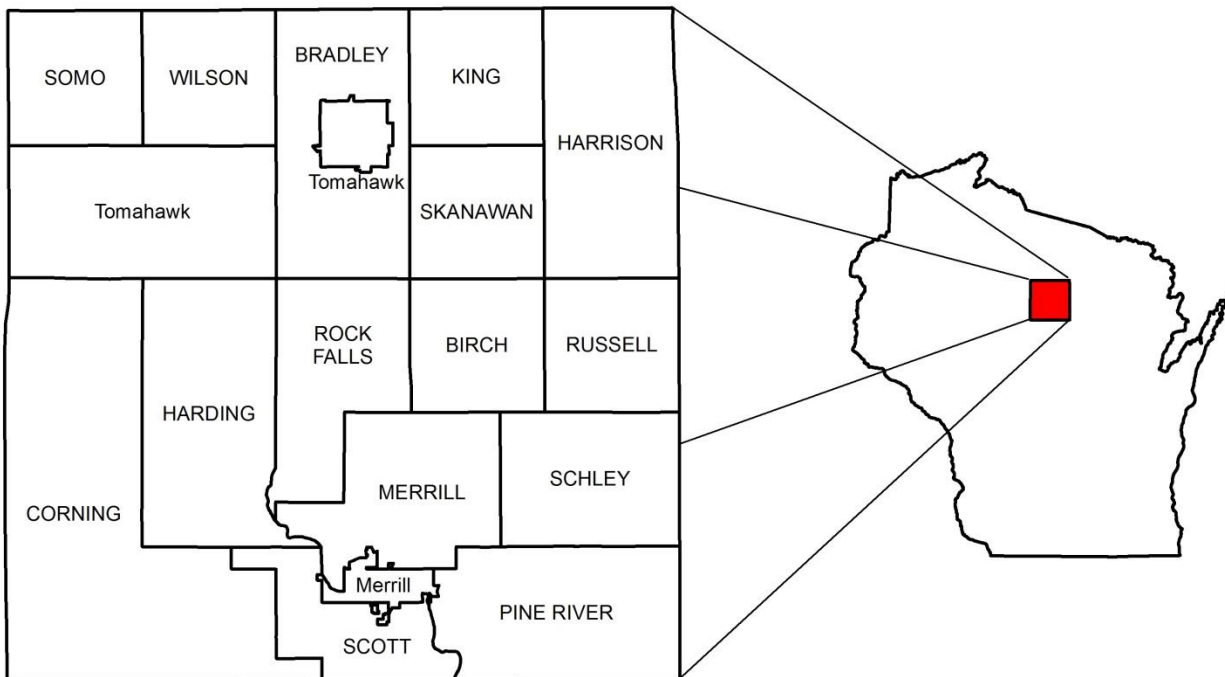 SOMO
WILSON
BRADLEY
KING
HARRISON
Tomahawk
Tomahawk
SKANAWAN
ROCK
FALLS
BIRCH
RUSSELL
HARDING
CORNING
MERRILL
SCHLEY
Merrill
PINE RIVER
SCOTT